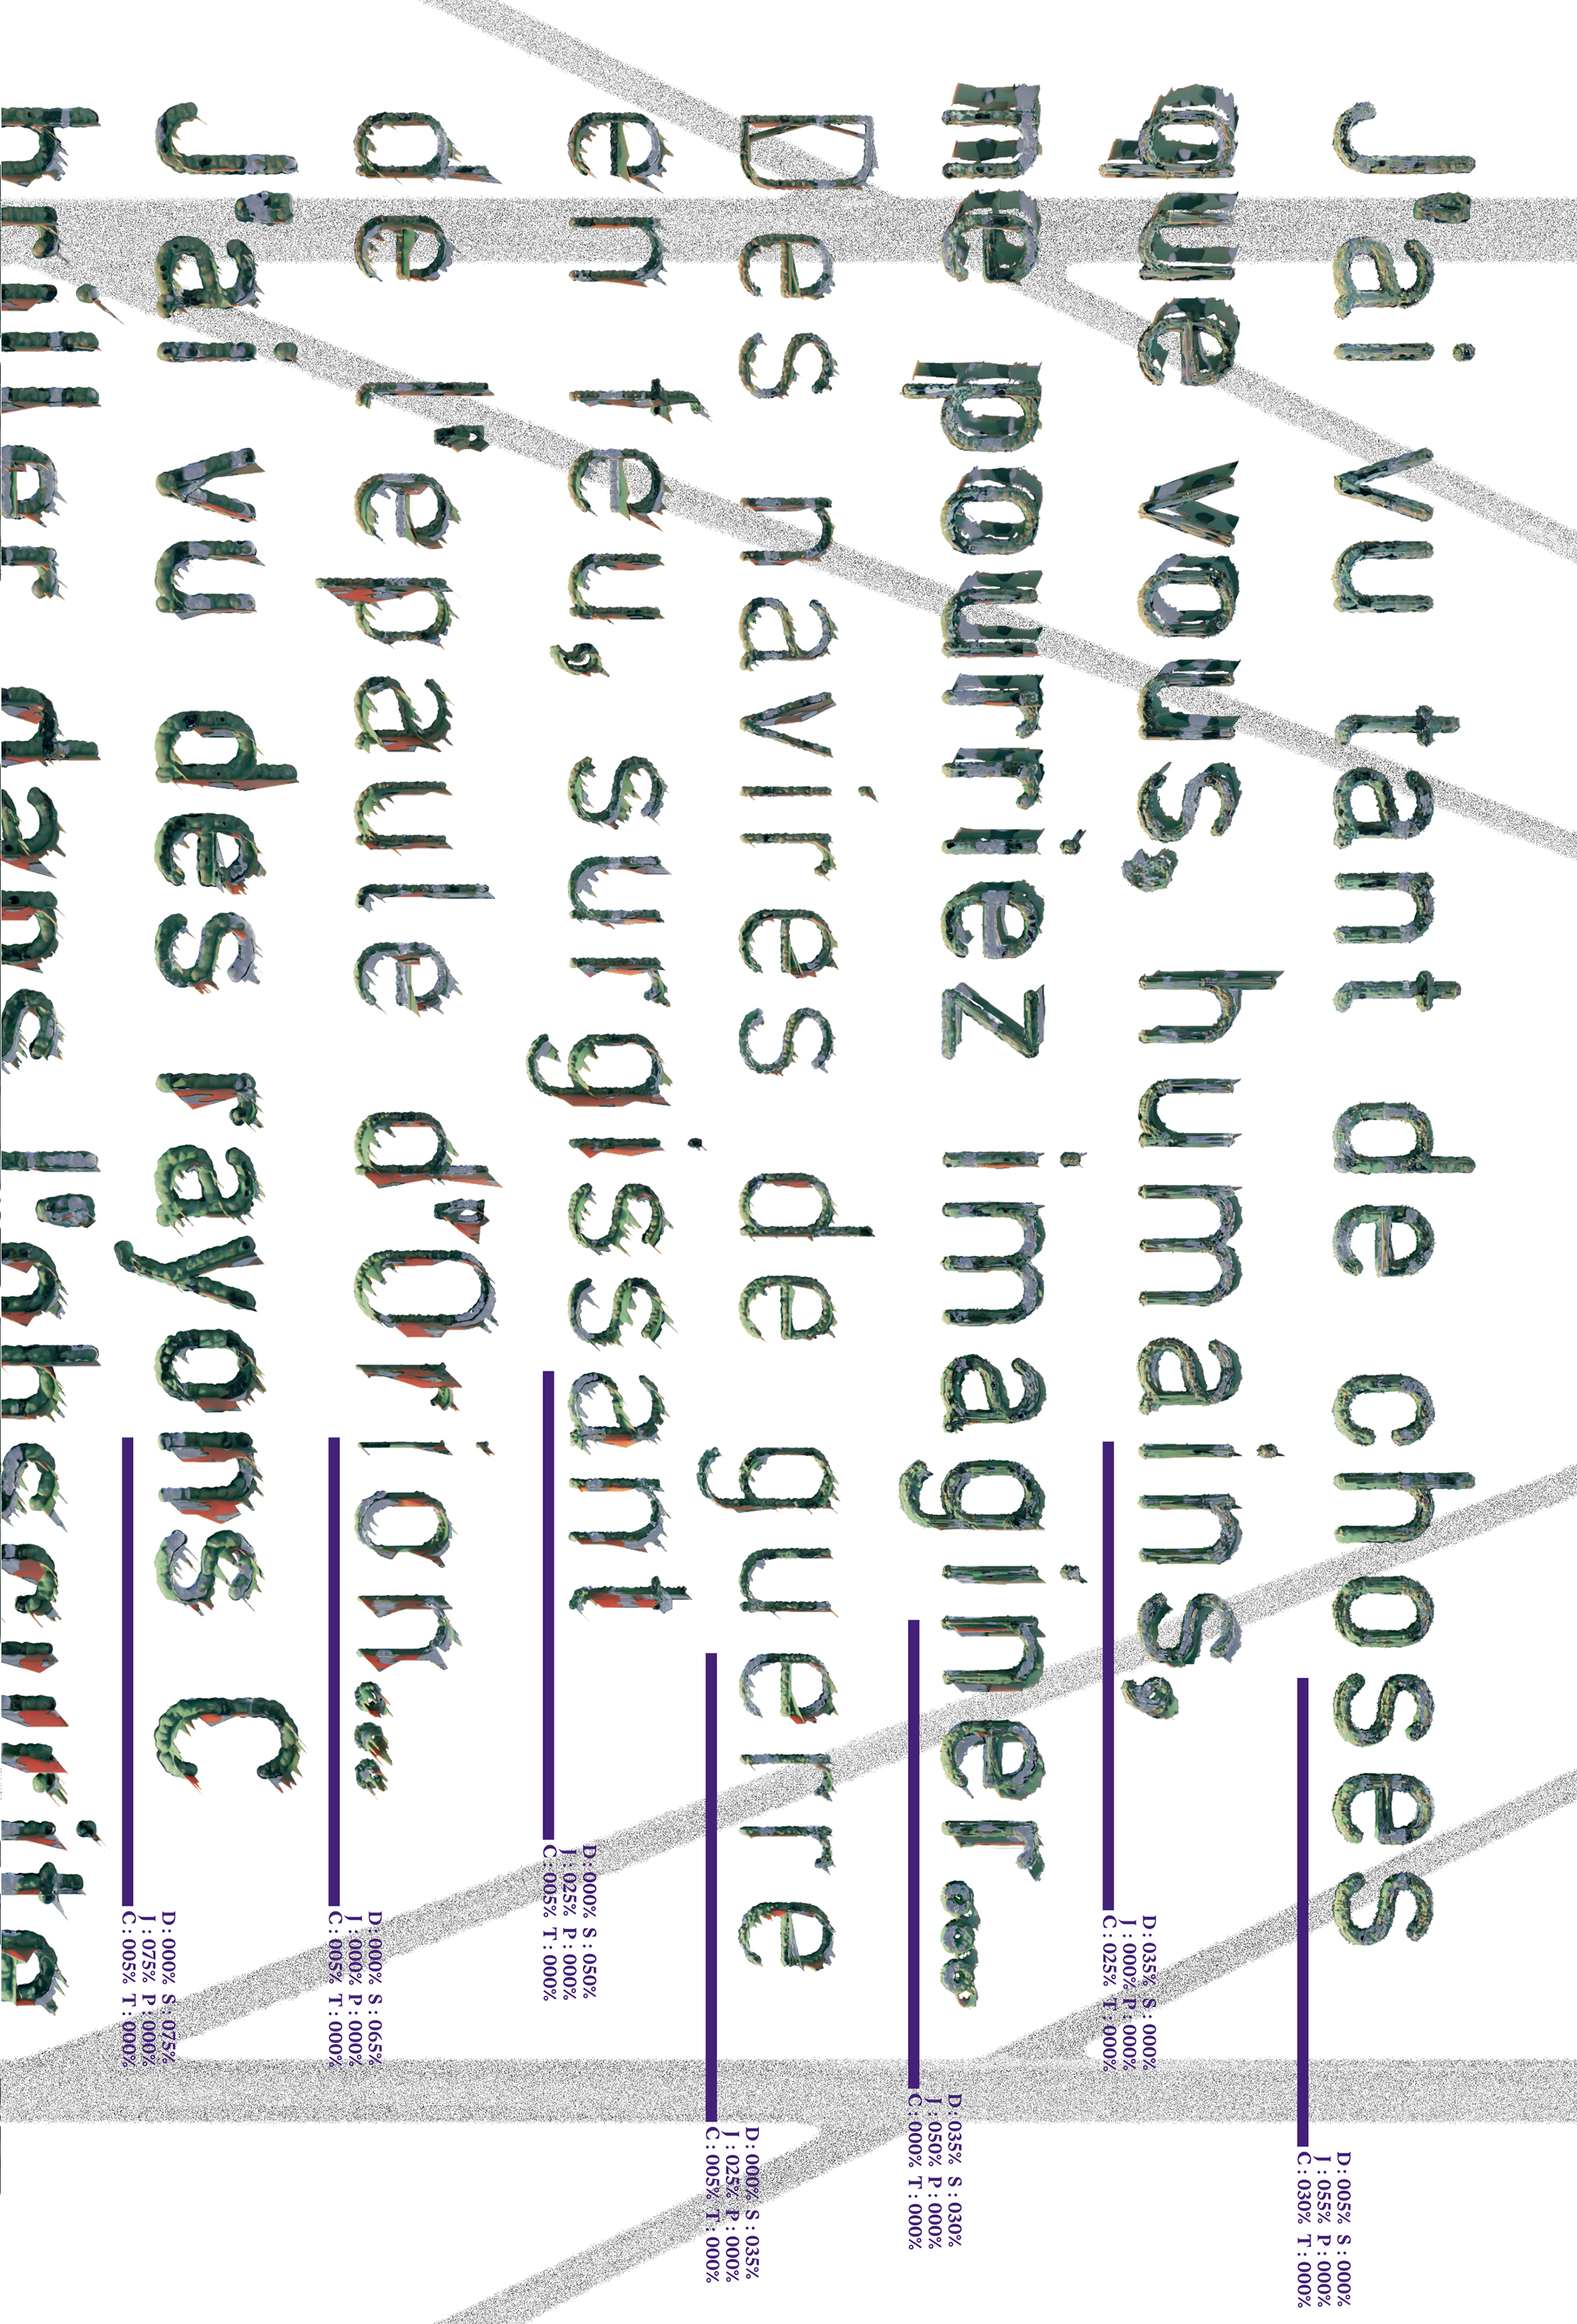 J'ai vu tant de choses
D: 005% S : 000%
J : 055% P : 000%
C : 030% T : 000%
que vous, humains,
D: 035% S : 000%
J : 000% P : 000%
C : 025% T : 000%
me pourriez imaginer...
D: 035% S : 030%
J : 050% P : 000%
C : 000% T : 000%
Des navires de guerre
D: 000% S : 035%
J : 025% P : 000%
C : 005% T : 000%
en feu, surgissant
D: 000% S : 050%
J : 025% P : 000%
C : 005% T : 000%
de l'epaule d'Orion...
D: 000% S : 065%
J : 000% P : 000%
C : 005% T : 000%
J'ai vu des rayons C
D: 000% S : 075%
J : 075% P : 000%
C : 005% T : 000%
briller dans l'obscurite